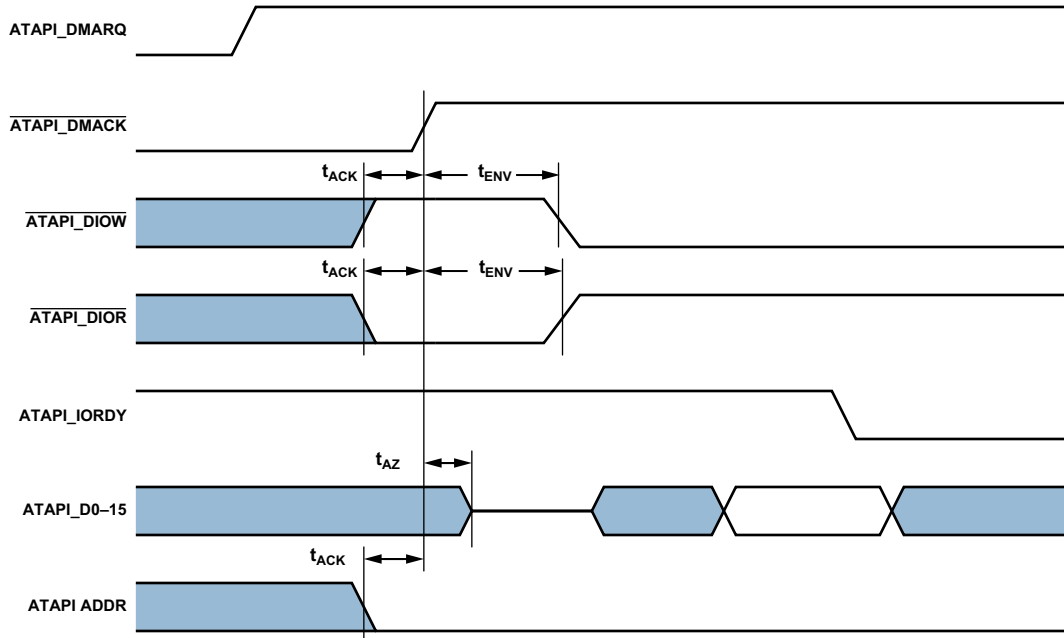 ATAPI_DMARQ
ATAPI_DMACK
tACK
tENV
ATAPI_DIOW
tACK
tENV
ATAPI_DIOR
ATAPI_IORDY
tAZ
ATAPI_D0–15
tACK
ATAPI ADDR